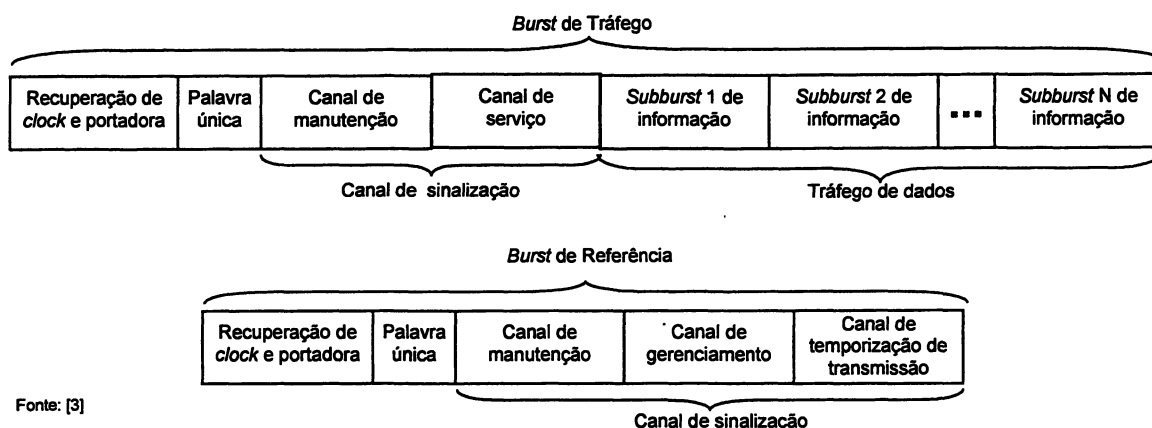 Burst de Tráfego
Recuperação de
clock e portadora
Palavra
única
Canal de
manutenção
Canal de
serviço
Subburst 1 de
informação
Subburst 2 de
informação
...
Subburst N de
informação
Canal de sinalização
Tráfego de dados
Burst de Referência
Recuperação de
clock e portadora
Palavra
única
Canal de
manutenção
Canal de
gerenciamento
Canal de
temporização de
transmissão
Fonte: [3]
Canal de sinalização